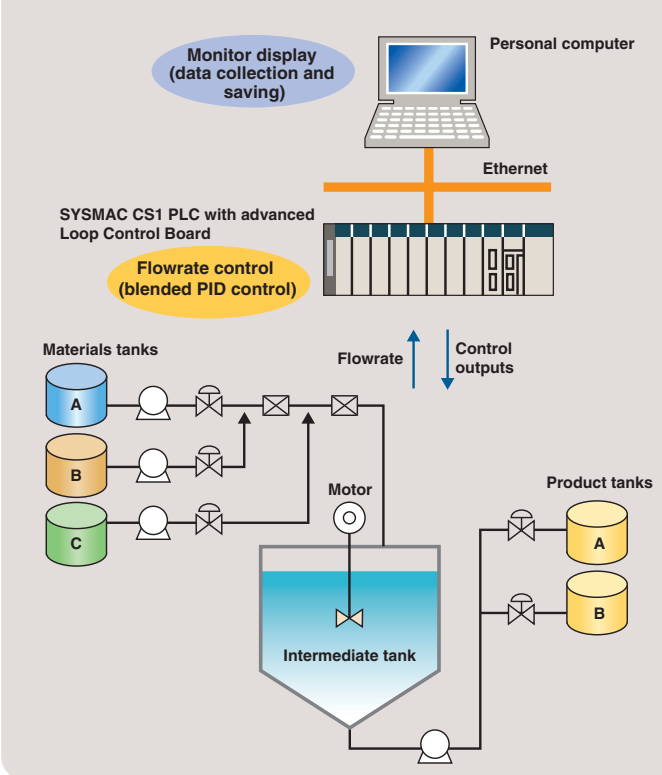 Monitor display
(data collection and
saving)
Personal computer
Ethernet
SYSMAC CS1 PLC with advanced
Loop Control Board
Flowrate control
(blended PID control)
Flowrate
Control
outputs
Materials tanks
A
B
C
Motor
Intermediate tank
Product tanks
A
B